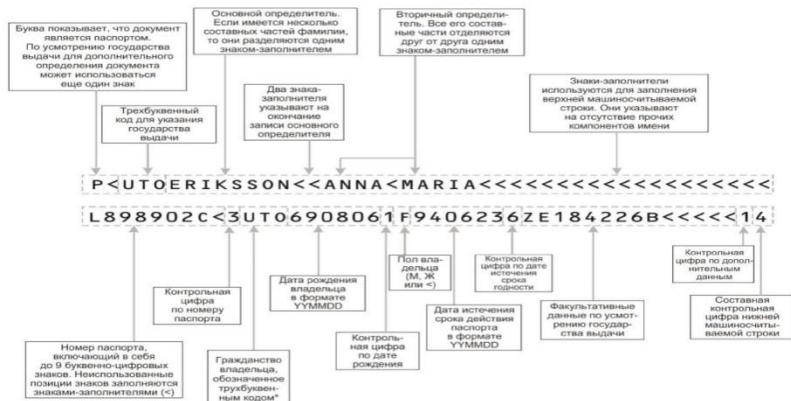 Буква показывает, что документ
является паспортом.
По усмотрению государства
выдачи для дополнительного
определения документа
может использоваться
еще один знак
Трехбуквенный
код для указания
государства
выдачи
Основной определитель.
Если имеется несколько
составных частей фамилии,
то они разделяются одним
знаком-заполнителем
Два знака-
заполнителя
указывают на
окончание
записи основного
определителя
Вторичный определи-
тель. Все его состав-
ные части отделяются
друг от друга одним
знаком-заполнителем
Знаки-заполнители
используются для заполнения
верхней машиносчитываемой
строки. Они указывают
на отсутствие прочих
компонентов имени
P<UTOERIKSSON<<ANNA<MARIA<<<<<<<<<<<<<<<<<<<
L898902C<3UTO6908061F9406236ZE184226B<<<<<14
Номер паспорта,
включающий в себя
до 9 буквенно-цифровых
знаков. Неиспользованные
позиции знаков заполняются
знаками-заполнителями (<)
Контрольная
цифра
по номеру
паспорта
Гражданство
владельца,
обозначенное
трухбуквен-
ным кодом*
Дата рождения
владельца
в формате
YYMMDD
Контроль-
ная цифра
по дате
рождения
Пол вла-
дельца
(М, Ж
или <)
Дата истечения
срока действия
паспорта
в формате
YYMMDD
Контрольная
цифра по дате
истечения
срока
годности
Факультативные
данные по усмот-
рению государст-
ва выдачи
Контрольная
цифра по допол-
нительным
данным
Составная
контрольная
цифра нижней
машиносчиты-
ваемой строки